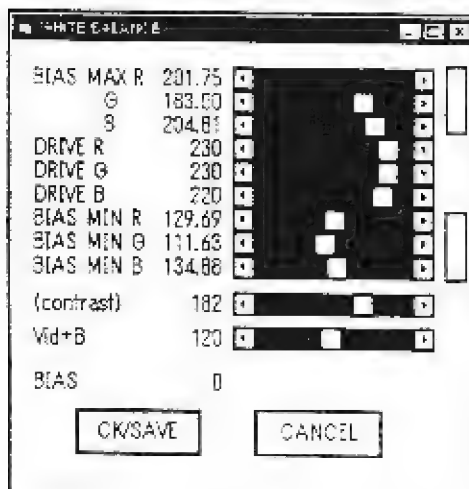 WHITE BALANCE
BIAS MAX R 201.75
G 183.50
B 204.81
DRIVE R 230
DRIVE G 230
DRIVE B 220
BIAS MIN R 129.69
BIAS MIN G 111.63
BIAS MIN B 134.88
(contrast) 182
Vid+B 120
BIAS 0
OK/SAVE CANCEL